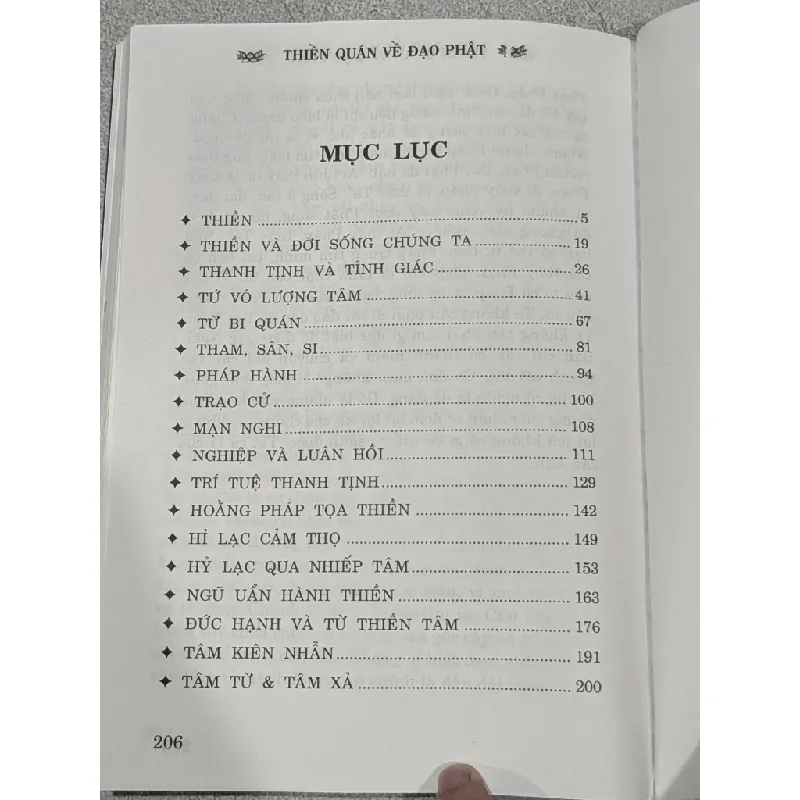 THIỀN QUÁN VỀ ĐẠO PHẬT
MỤC LỤC
✦ THIỀN ........ 5
✦ THIỀN VÀ ĐỜI SỐNG CHÚNG TA ........ 19
✦ THANH TỊNH VÀ TỈNH GIÁC ........ 26
✦ TỨ VÔ LƯỢNG TÂM ........ 41
✦ TỪ BI QUÁN ........ 67
✦ THAM, SÂN, SI ........ 81
✦ PHÁP HÀNH ........ 94
✦ TRẠO CỬ ........ 100
✦ MẠN NGHI ........ 108
✦ NGHIỆP VÀ LUÂN HỒI ........ 111
✦ TRÍ TUỆ THANH TỊNH ........ 129
✦ HOẰNG PHÁP TỌA THIỀN ........ 142
✦ HỈ LẠC CẢM THỌ ........ 149
✦ HỶ LẠC QUA NHIẾP TÂM ........ 153
✦ NGŨ UẨN HÀNH THIỀN ........ 163
✦ ĐỨC HẠNH VÀ TỪ THIỀN TÂM ........ 176
✦ TÂM KIÊN NHẪN ........ 191
✦ TÂM TỪ & TÂM XẢ ........ 200
206